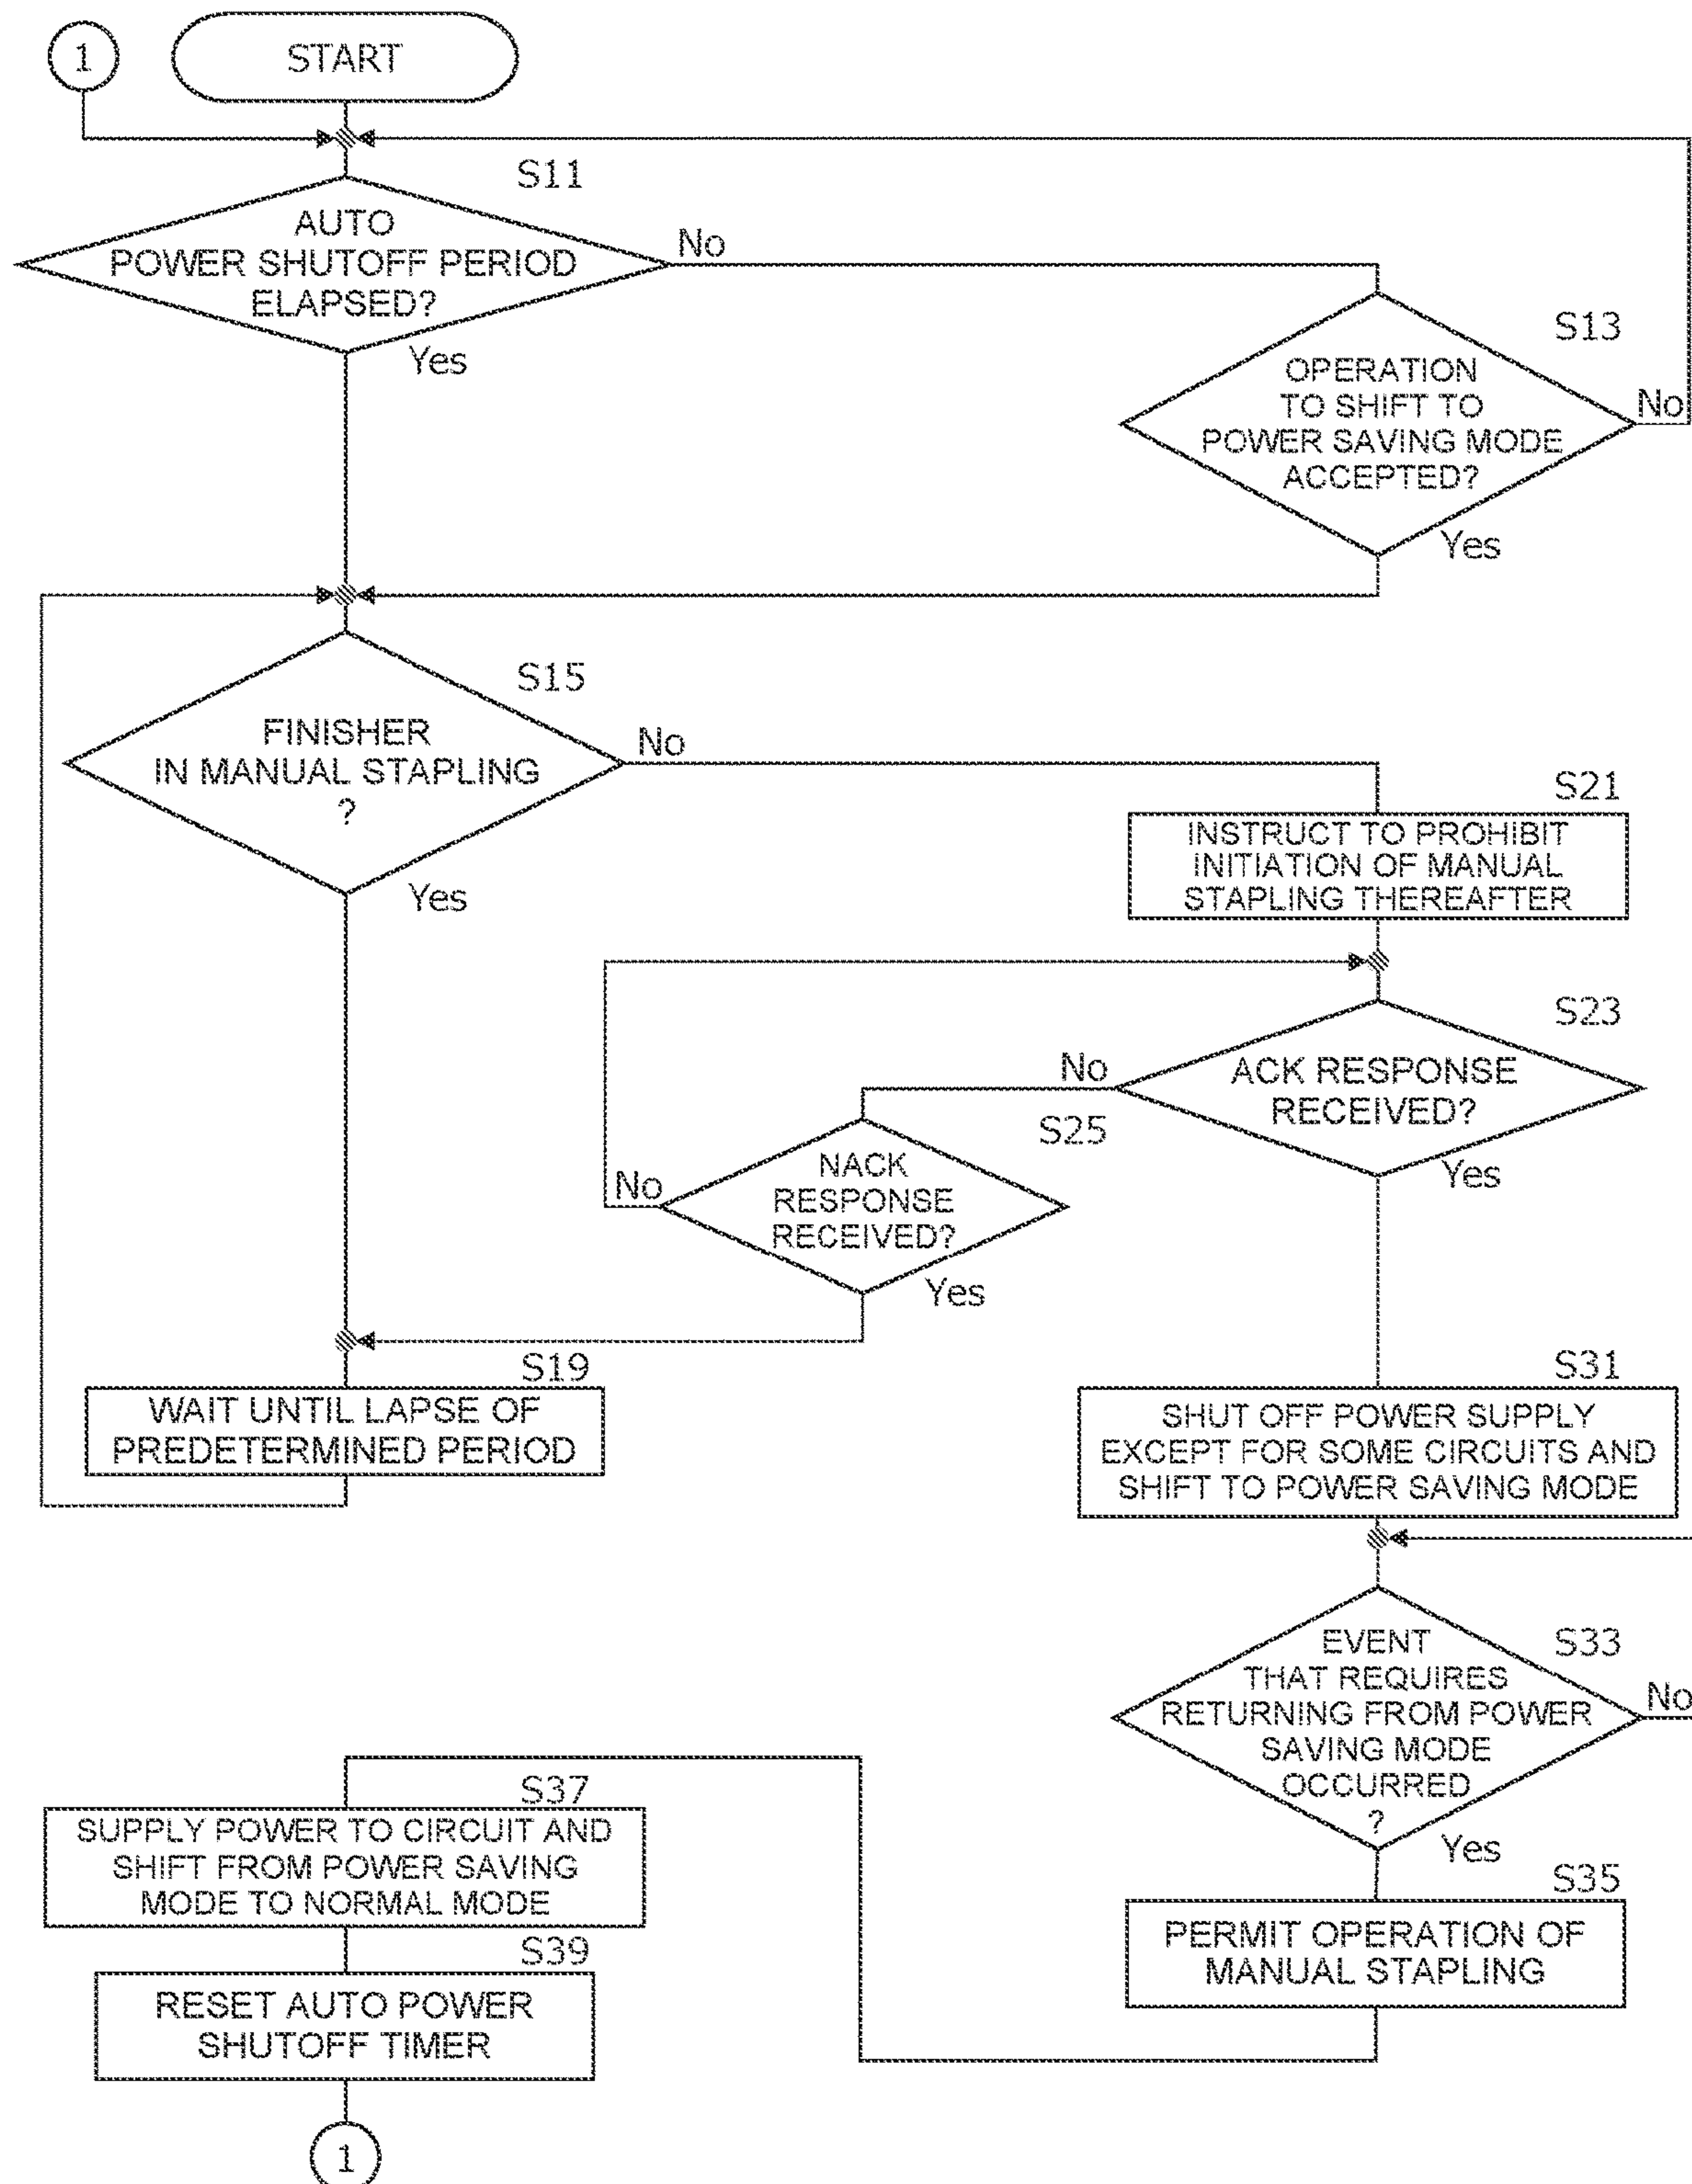 1
START
S11
AUTO
POWER SHUTOFF PERIOD
ELAPSED?
No
Yes
S13
OPERATION
TO SHIFT TO
POWER SAVING MODE
ACCEPTED?
No
Yes
S15
FINISHER
IN MANUAL STAPLING
?
No
Yes
S21
INSTRUCT TO PROHIBIT
INITIATION OF MANUAL
STAPLING THEREAFTER
S23
ACK RESPONSE
RECEIVED?
No
Yes
S25
NACK
RESPONSE
RECEIVED?
No
Yes
S19
WAIT UNTIL LAPSE OF
PREDETERMINED PERIOD
S31
SHUT OFF POWER SUPPLY
EXCEPT FOR SOME CIRCUITS AND
SHIFT TO POWER SAVING MODE
S33
EVENT
THAT REQUIRES
RETURNING FROM POWER
SAVING MODE
OCCURRED
?
No
Yes
S35
PERMIT OPERATION OF
MANUAL STAPLING
S37
SUPPLY POWER TO CIRCUIT AND
SHIFT FROM POWER SAVING
MODE TO NORMAL MODE
S39
RESET AUTO POWER
SHUTOFF TIMER
1